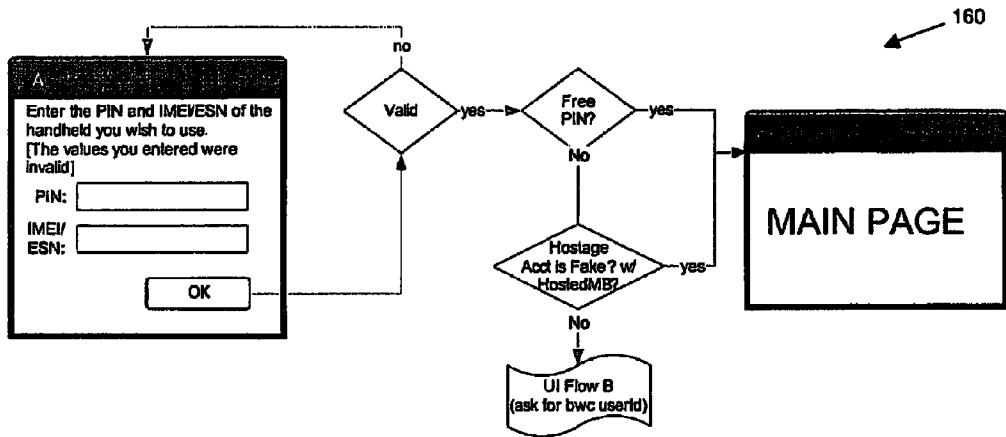 160
no
A
Enter the PIN and IMEI/ESN of the
handheld you wish to use.
[The values you entered were
invalid]
PIN:
IMEI/
ESN:
OK
Valid
yes
Free
PIN?
yes
No
Hostage
Acct is Fake? w/
HostedMB?
yes
No
UI Flow B
(ask for bwc userid)
MAIN PAGE